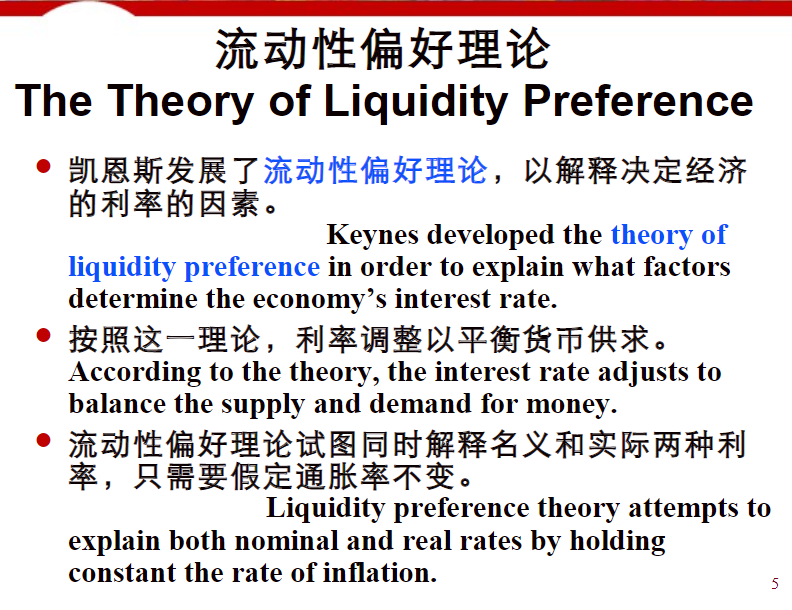 流动性偏好理论
The Theory of Liquidity Preference
• 凯恩斯发展了流动性偏好理论，以解释决定经济
的利率的因素。
Keynes developed the theory of
liquidity preference in order to explain what factors
determine the economy’s interest rate.
• 按照这一理论，利率调整以平衡货币供求。
According to the theory, the interest rate adjusts to
balance the supply and demand for money.
• 流动性偏好理论试图同时解释名义和实际两种利
率，只需要假定通胀率不变。
Liquidity preference theory attempts to
explain both nominal and real rates by holding
constant the rate of inflation.
5